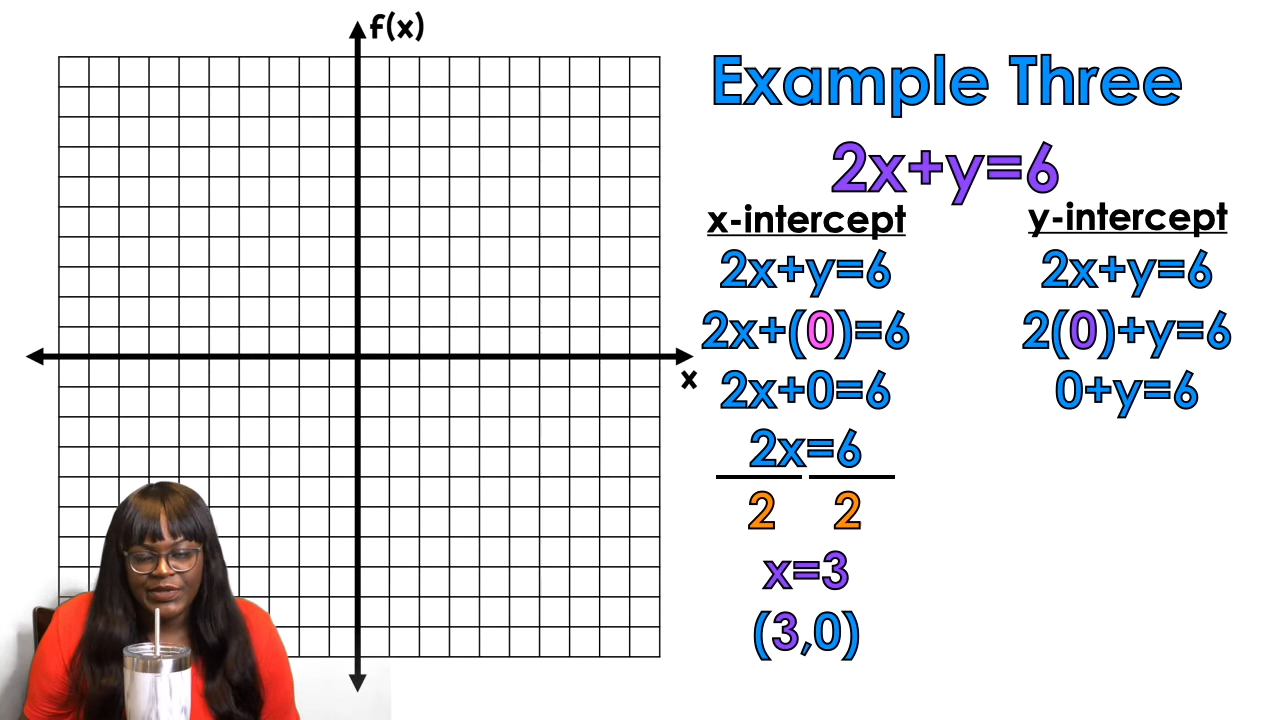 f(x)
x
Example Three
2x+y=6
x-intercept
2x+y=6
2x+(0)=6
2x+0=6
2x=6
2 2
x=3
(3,0)
y-intercept
2x+y=6
2(0)+y=6
0+y=6